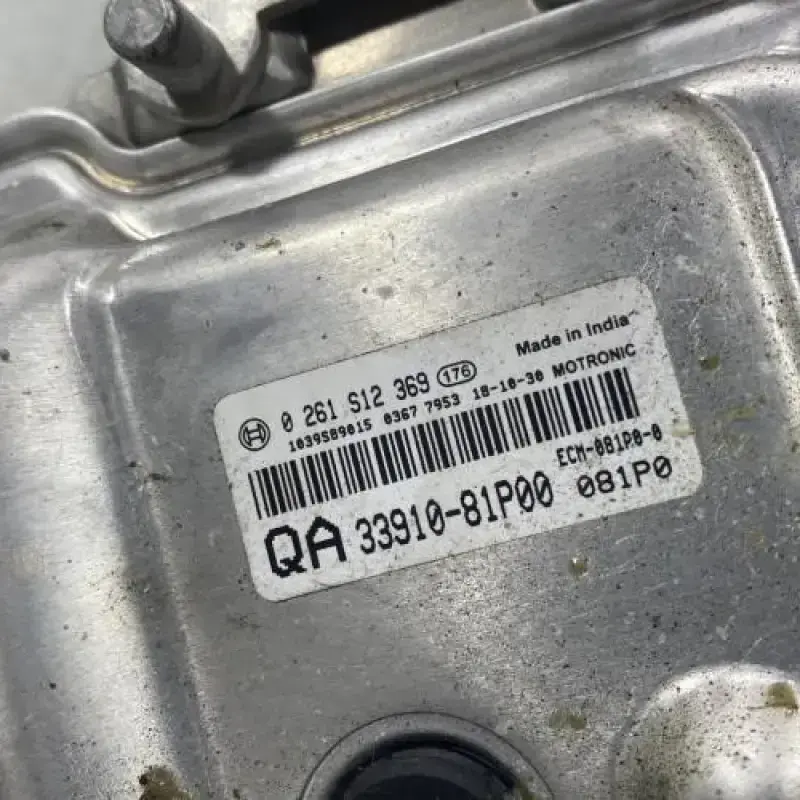 Made in India
0 261 S12 369 176
1039S89015 0367 7953 18-10-30 MOTRONIC
ECM-081P0-0
QA 33910-81P00 081P0